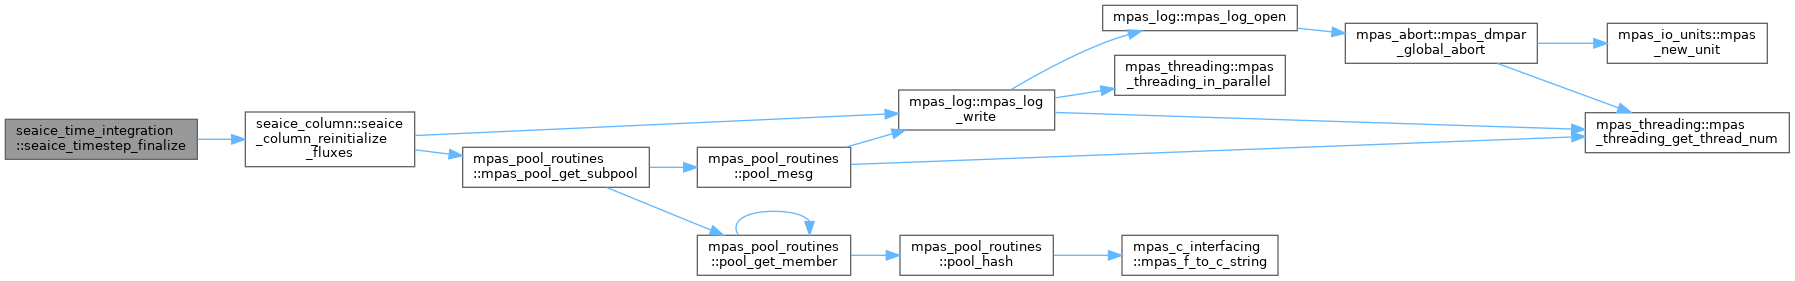 seaice_time_integration
::seaice_timestep_finalize
seaice_column::seaice
_column_reinitialize
_fluxes
mpas_pool_routines
::mpas_pool_get_subpool
mpas_pool_routines
::pool_mesg
mpas_pool_routines
::pool_get_member
mpas_log::mpas_log
_write
mpas_pool_routines
::pool_hash
mpas_log::mpas_log_open
mpas_threading::mpas
_threading_in_parallel
mpas_c_interfacing
::mpas_f_to_c_string
mpas_abort::mpas_dmpar
_global_abort
mpas_io_units::mpas
_new_unit
mpas_threading::mpas
_threading_get_thread_num